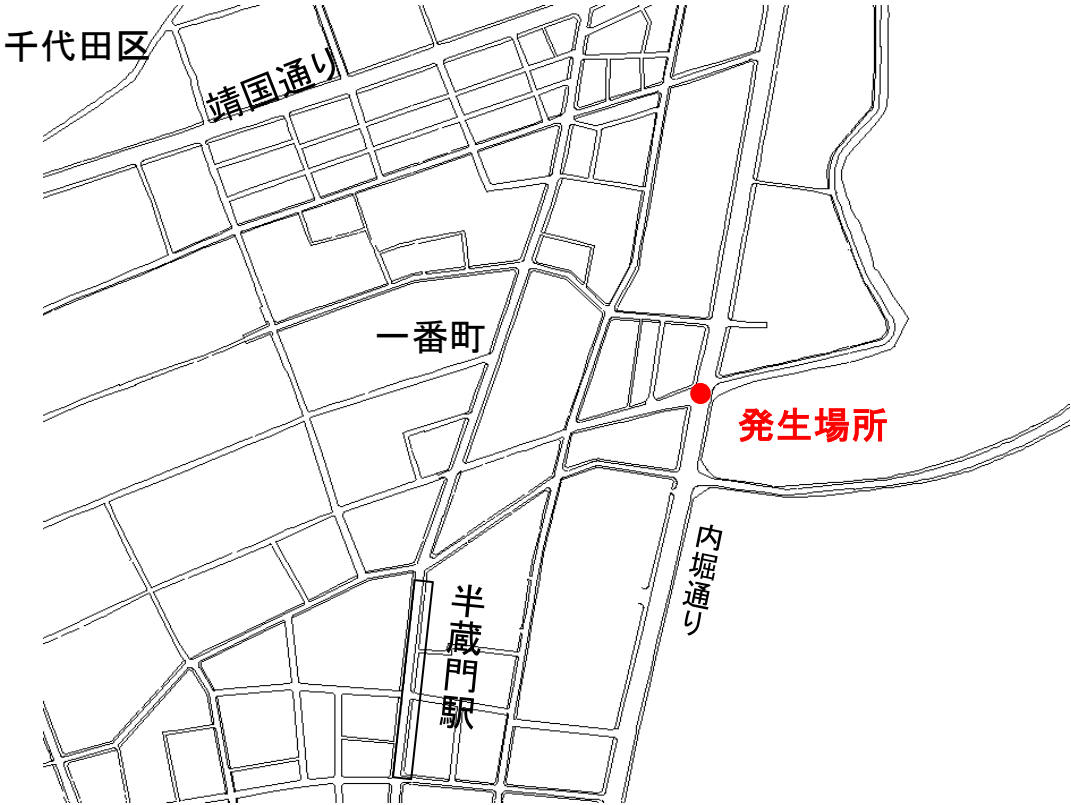 千代田区
靖国通り
一番町
発生場所
内堀通り
半蔵門駅